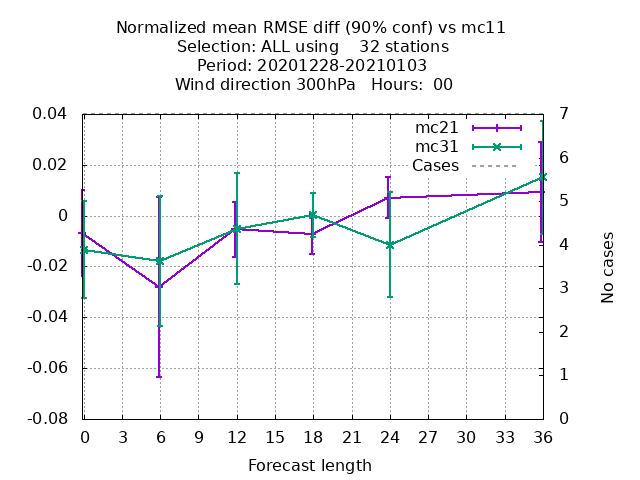 Normalized mean RMSE diff (90% conf) vs mc11
Selection: ALL using    32 stations
Period: 20201228-20210103
Wind direction 300hPa   Hours:  00
0.04
0.02
0
-0.02
-0.04
-0.06
-0.08
mc21
mc31
Cases
7
6
5
4
3
2
1
0
No cases
0 3 6 9 12 15 18 21 24 27 30 33 36
Forecast length